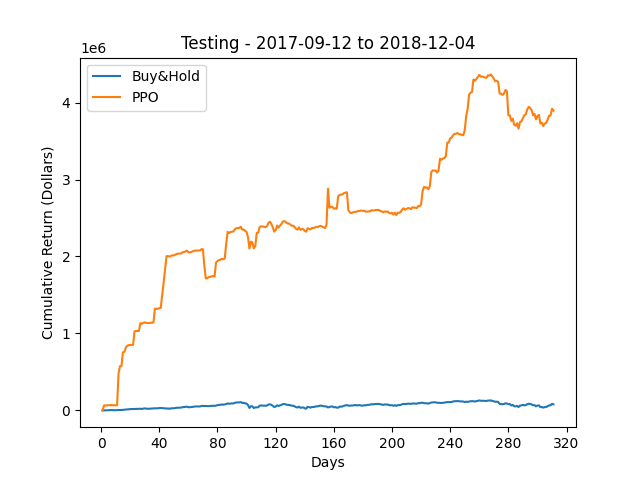 Testing - 2017-09-12 to 2018-12-04
1e6
Buy&Hold
PPO
4
3
2
1
0
Cumulative Return (Dollars)
0 40 80 120 160 200 240 280 320
Days